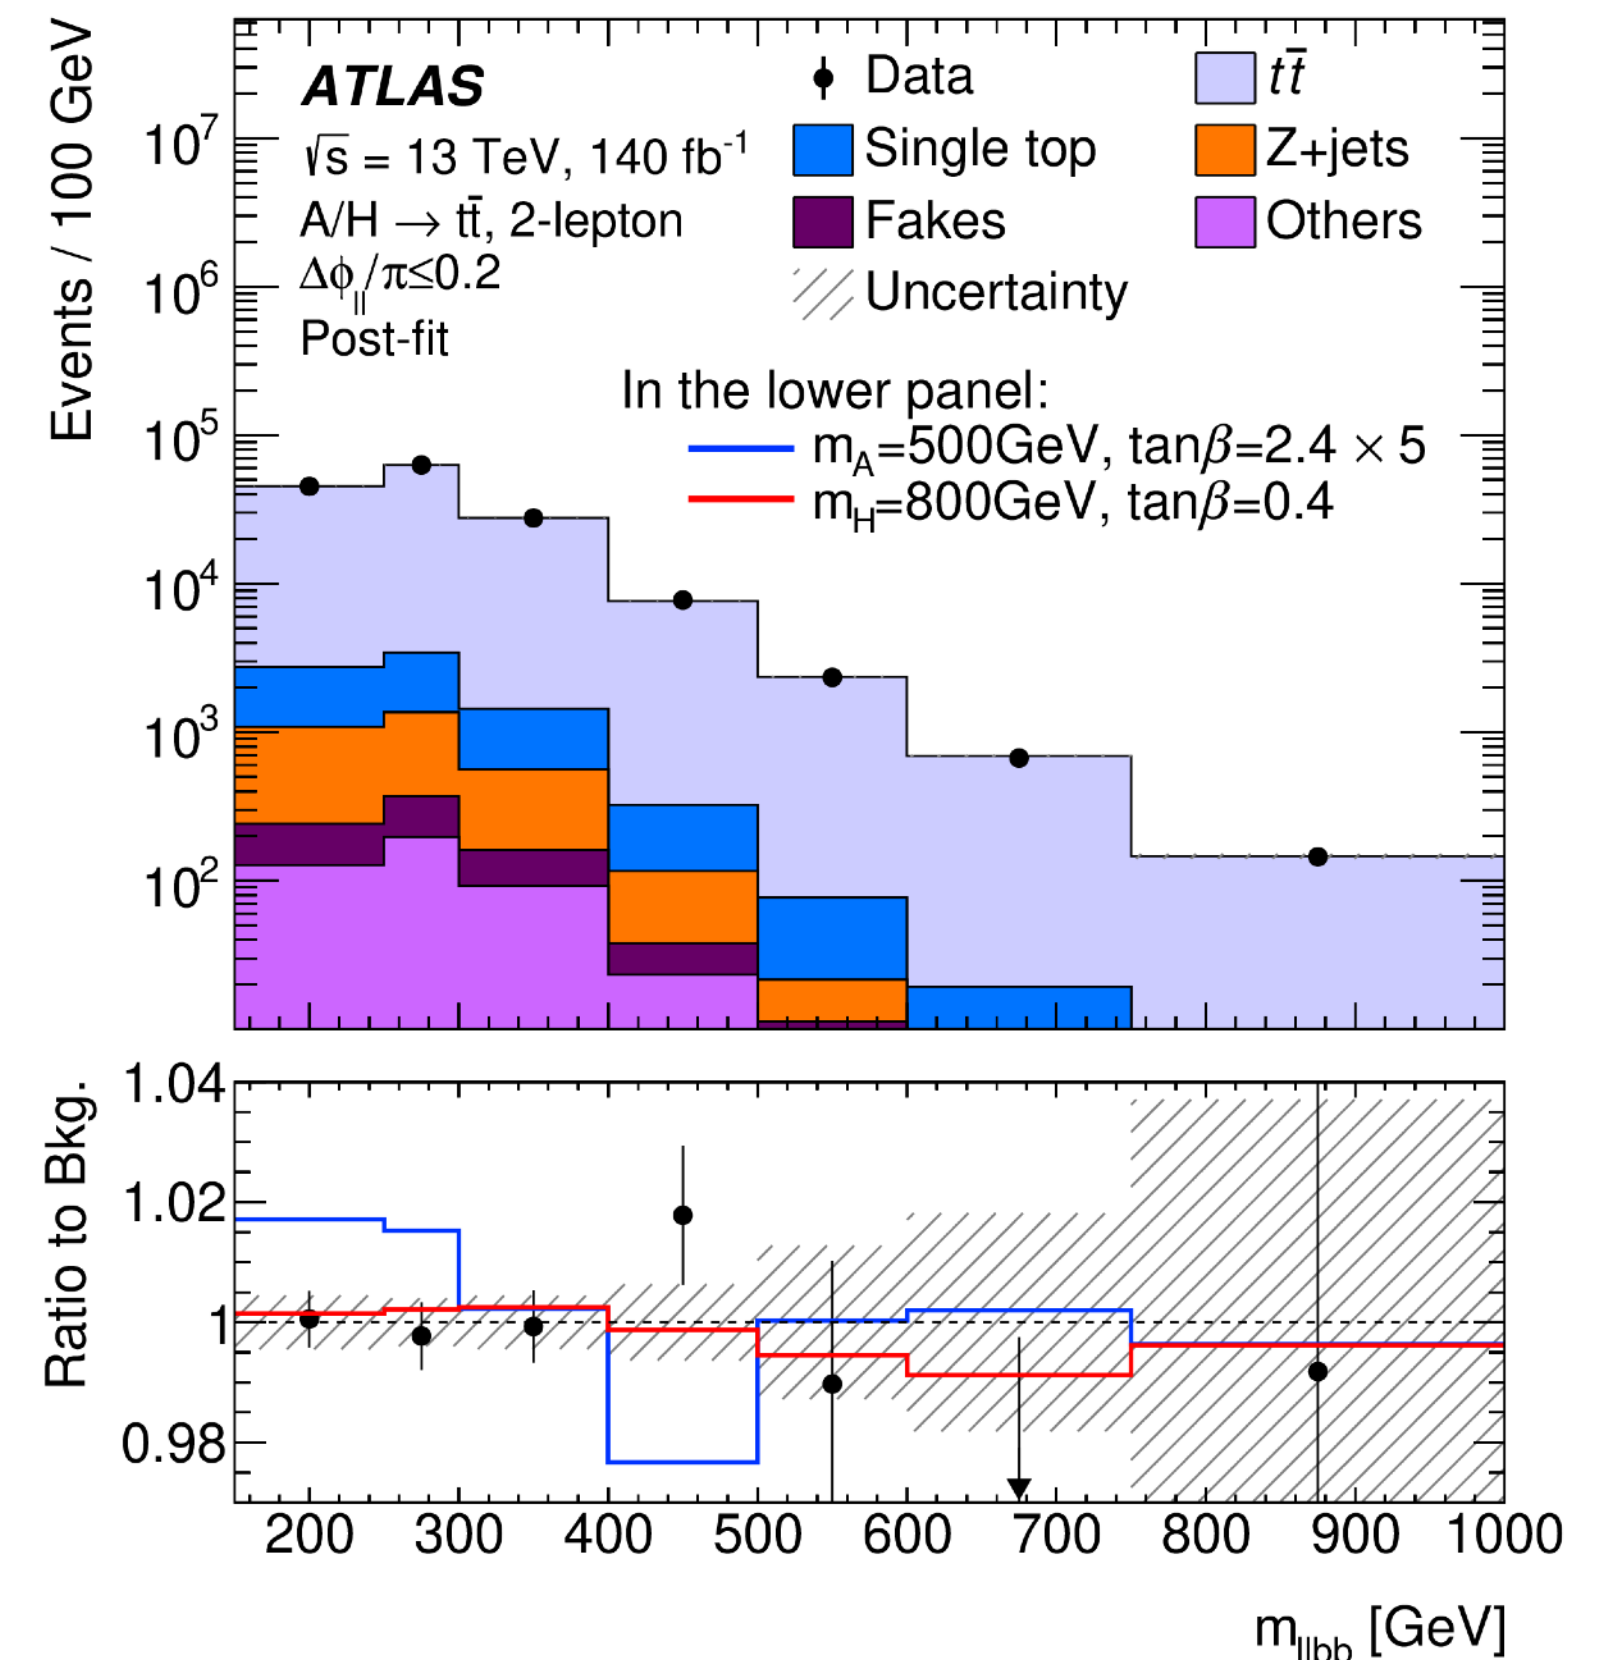 Events / 100 GeV
10⁷
10⁶
10⁵
10⁴
10³
10²
ATLAS
√s = 13 TeV, 140 fb⁻¹
A/H → tt̄, 2-lepton
Δϕ_ll/π≤0.2
Post-fit
Data
tt̄
Single top
Z+jets
Fakes
Others
Uncertainty
In the lower panel:
m_A=500GeV, tanβ=2.4 × 5
m_H=800GeV, tanβ=0.4
Ratio to Bkg.
1.04
1.02
1
0.98
200 300 400 500 600 700 800 900 1000
m_llbb [GeV]